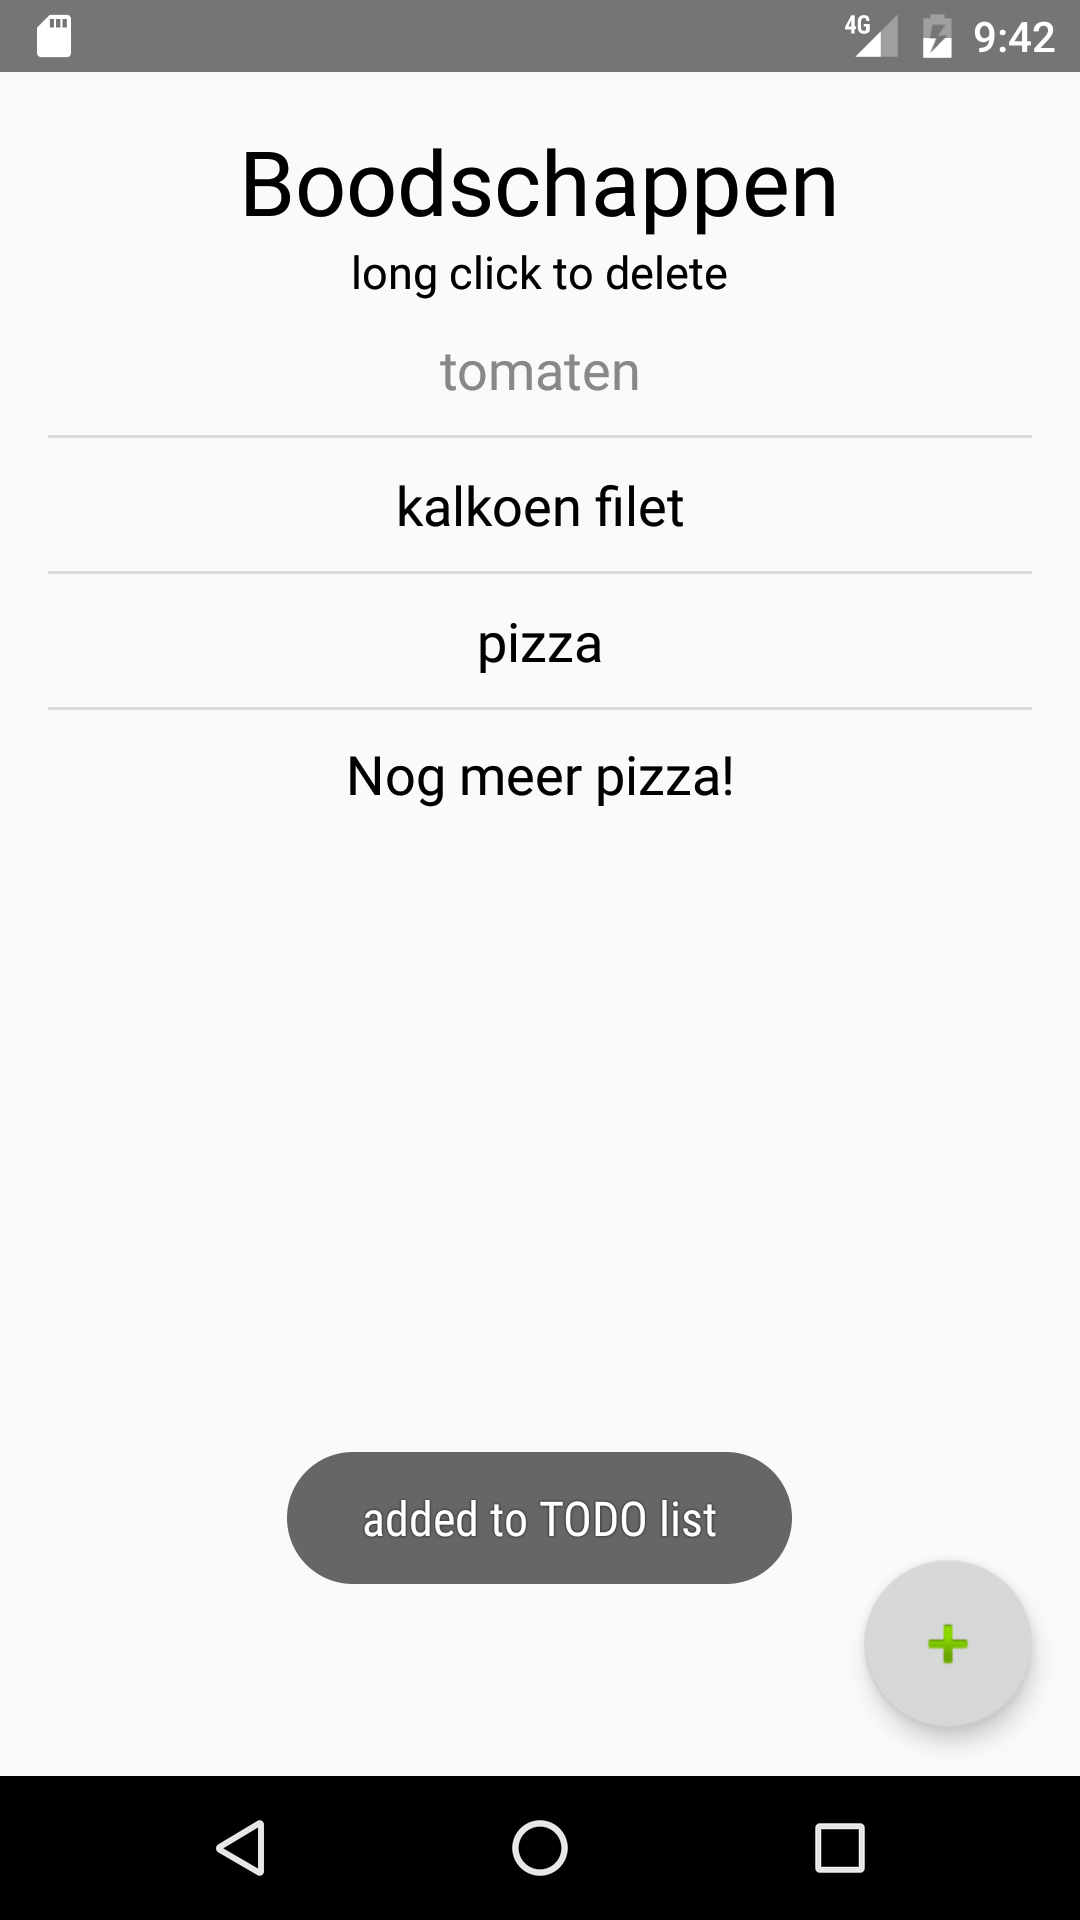 4G 9:42
Boodschappen
long click to delete
tomaten
kalkoen filet
pizza
Nog meer pizza!
added to TODO list